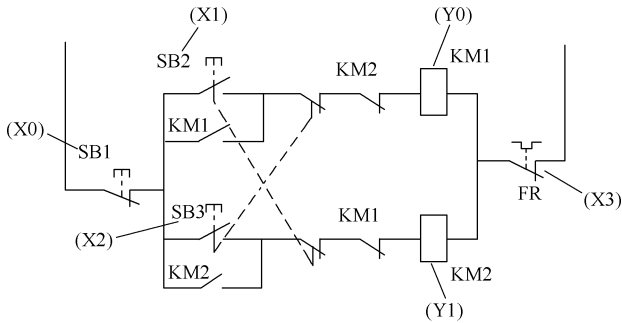 (X1)
(Y0)
SB2
KM2
KM1
(X0)
SB1
KM1
FR
(X3)
SB3
(X2)
KM1
KM2
KM2
(Y1)